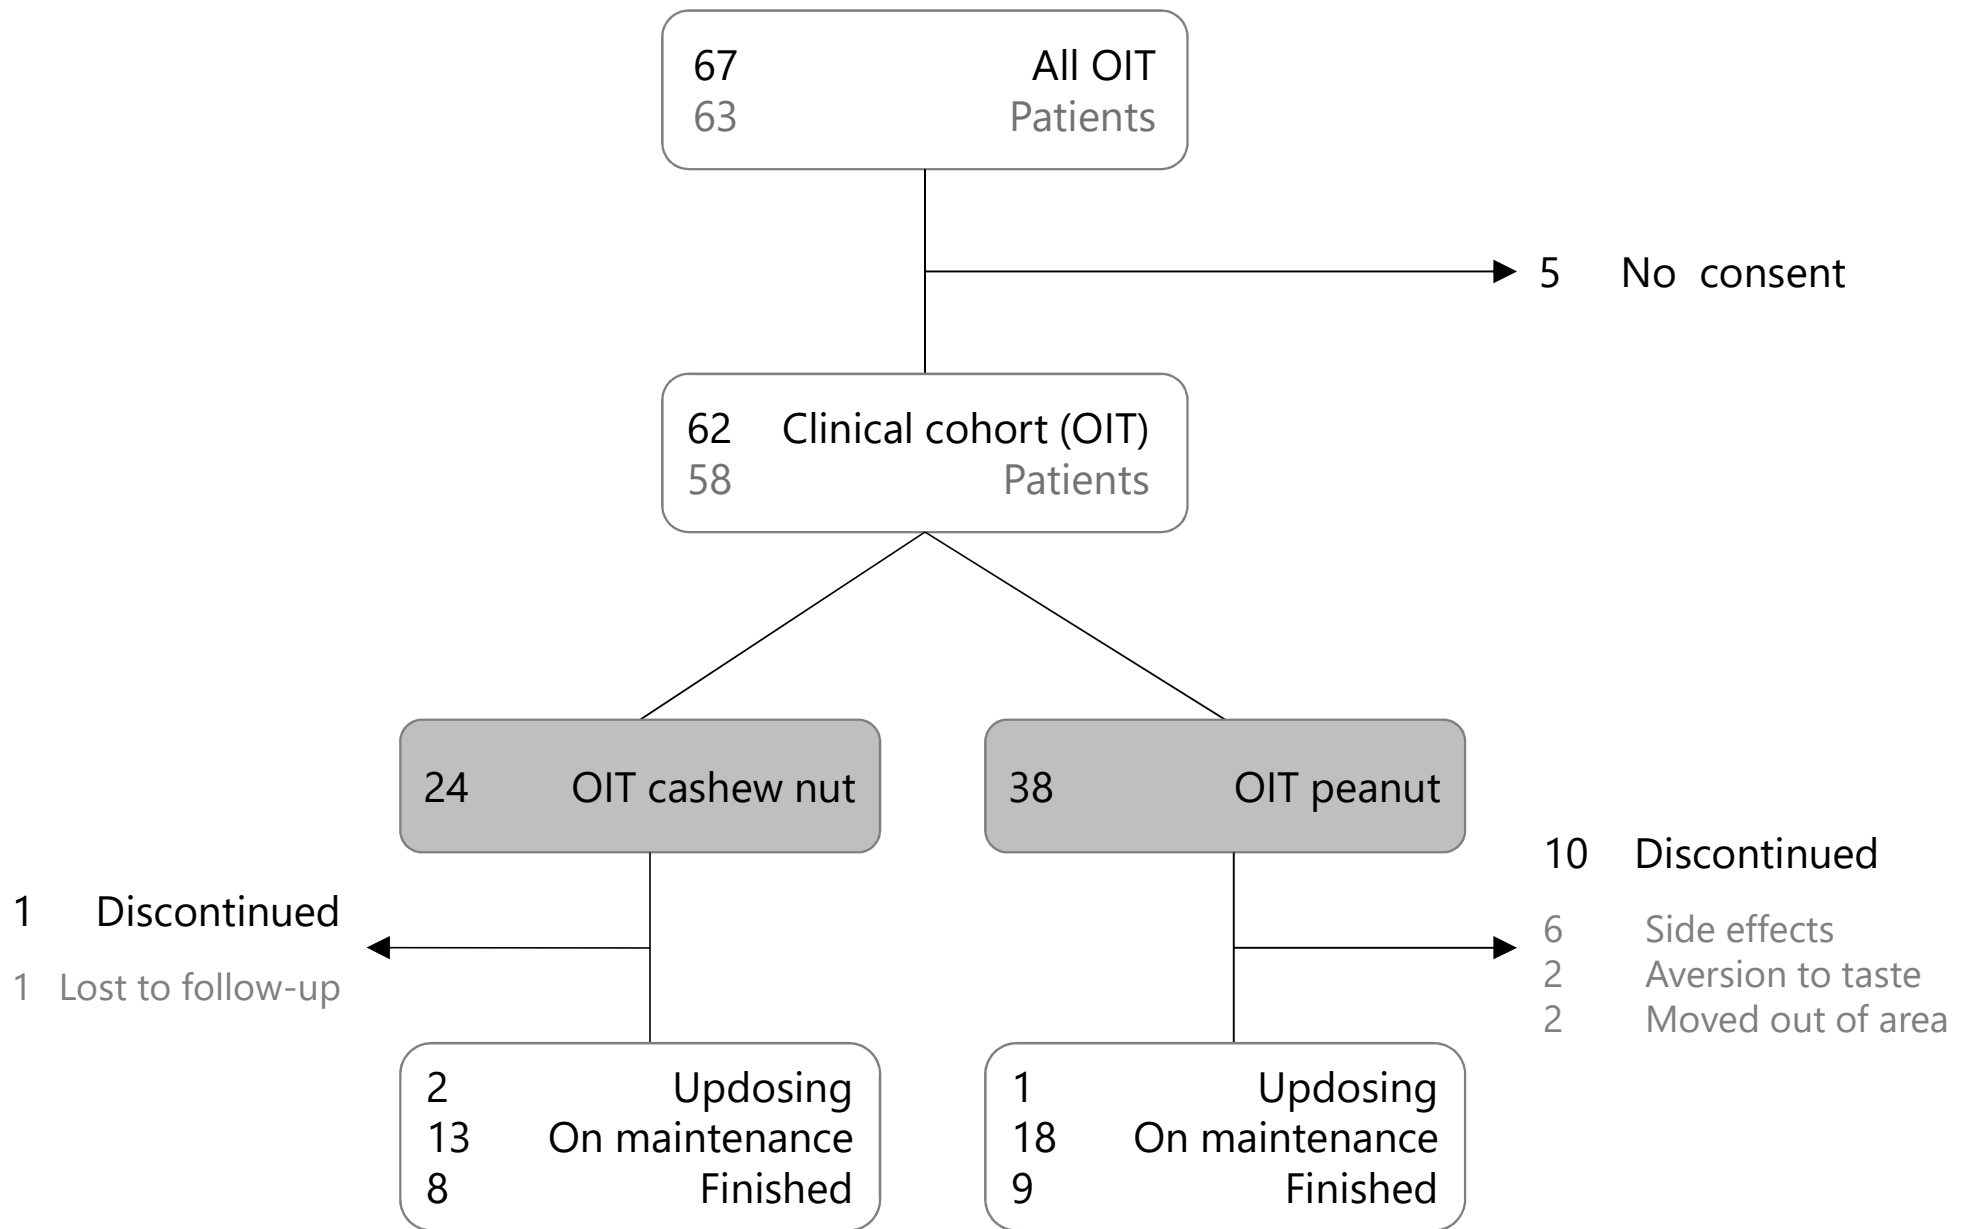 67 All OIT
63 Patients
5 No consent
62 Clinical cohort (OIT)
58 Patients
24 OIT cashew nut
38 OIT peanut
1 Discontinued
1 Lost to follow-up
10 Discontinued
6 Side effects
2 Aversion to taste
2 Moved out of area
2 Updosing
13 On maintenance
8 Finished
1 Updosing
18 On maintenance
9 Finished